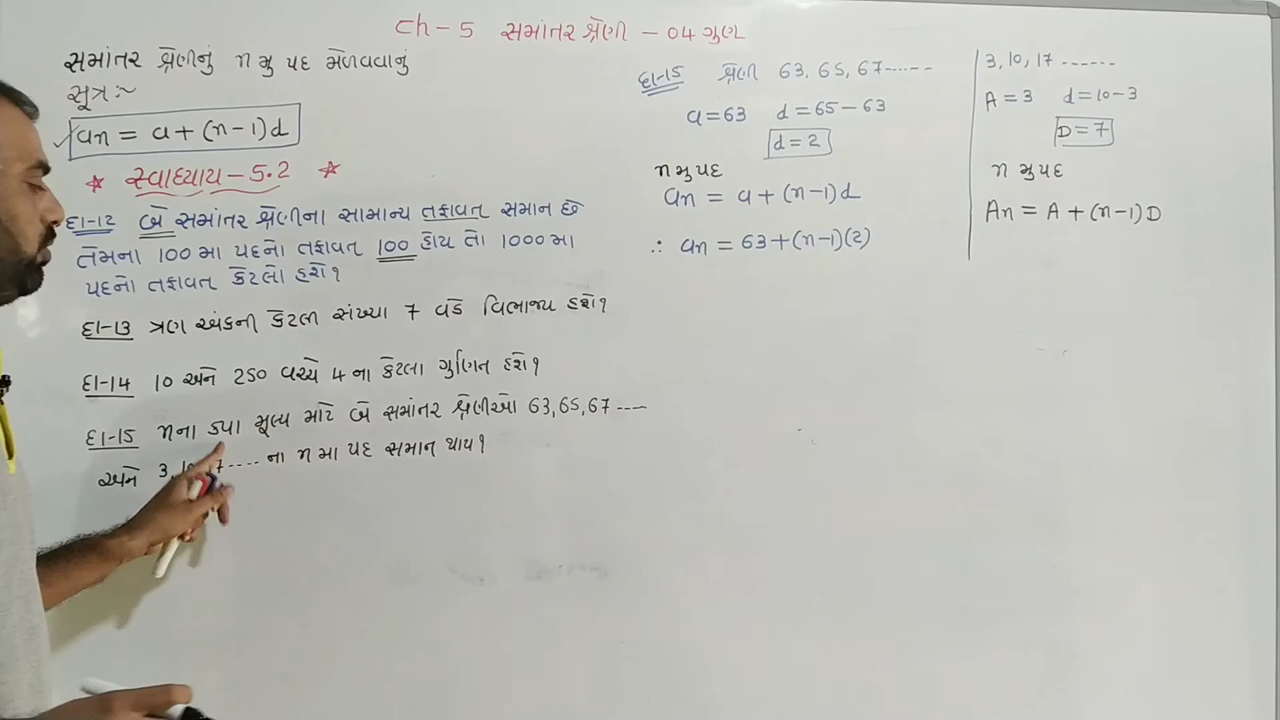 Ch-5 સમાંતર શ્રેણી - 04 ગુણ
સમાંતર શ્રેણીનું n મુ પદ મેળવવાનું
સૂત્ર :~
an = a + (n-1)d
* સ્વાધ્યાય - 5.2 *
દા-12 બે સમાંતર શ્રેણીના સામાન્ય તફાવત સમાન છે
તેમના 100 મા પદનો તફાવત 100 હોય તો 1000 મા
પદનો તફાવત કેટલો હશે?
દા-13 ત્રણ અંકની કેટલી સંખ્યા 7 વડે વિભાજ્ય હશે?
દા-14 10 અને 250 વચ્ચે 4 ના કેટલા ગુણિત હશે?
દા-15 nના ક્યા મૂલ્ય માટે બે સમાંતર શ્રેણીઓ 63, 65, 67 ----
અને 3, ---- ના n મા પદ સમાન થાય?
દા-15 શ્રેણી 63, 65, 67 ------
a = 63 d = 65 - 63
d = 2
n મુ પદ
an = a + (n-1)d
∴ an = 63 + (n-1)(2)
3, 10, 17 ------
A = 3 d = 10 - 3
D = 7
n મુ પદ
An = A + (n-1)D